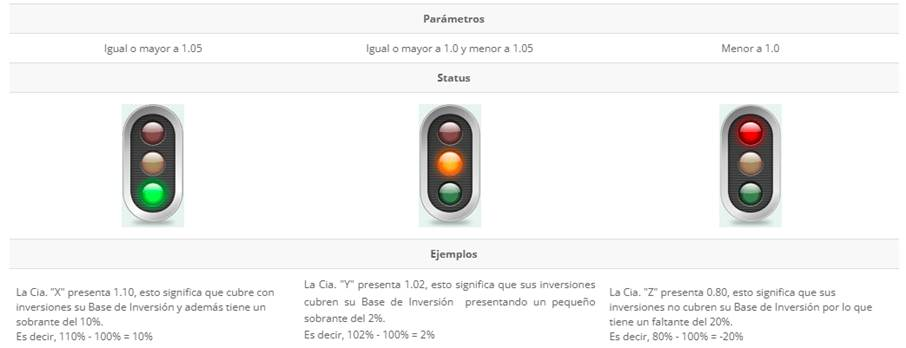 Parámetros
Igual o mayor a 1.05
Igual o mayor a 1.0 y menor a 1.05
Menor a 1.0
Status
Ejemplos
La Cia. "X" presenta 1.10, esto significa que cubre con
inversiones su Base de Inversión y además tiene un
sobrante del 10%.
Es decir, 110% - 100% = 10%
La Cia. "Y" presenta 1.02, esto significa que sus inversiones
cubren su Base de Inversión presentando un pequeño
sobrante del 2%.
Es decir, 102% - 100% = 2%
La Cia. "Z" presenta 0.80, esto significa que sus
inversiones no cubren su Base de Inversión por lo que
tiene un faltante del 20%.
Es decir, 80% - 100% = -20%